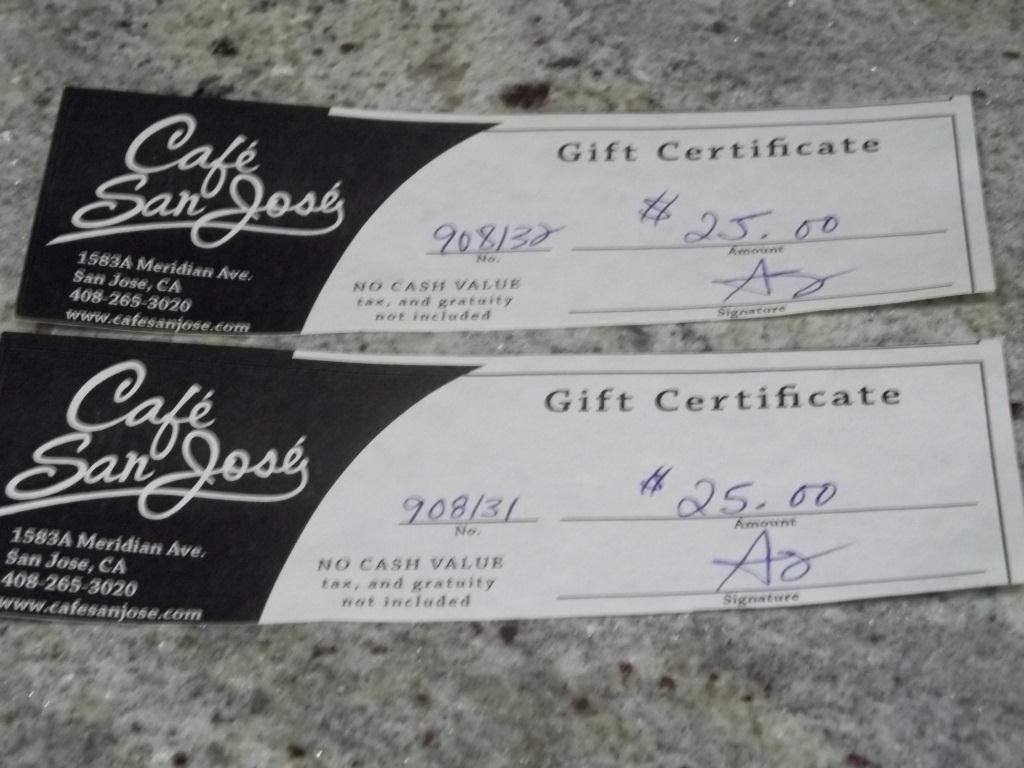 Café
San José
1583A Meridian Ave.
San Jose, CA
408-265-3020
www.cafesanjose.com
Gift Certificate
908132
No.
$ 25.00
Amount
NO CASH VALUE
tax, and gratuity
not included
Signature
Café
San José
1583A Meridian Ave.
San Jose, CA
408-265-3020
www.cafesanjose.com
Gift Certificate
908131
No.
$ 25.00
Amount
NO CASH VALUE
tax, and gratuity
not included
Signature